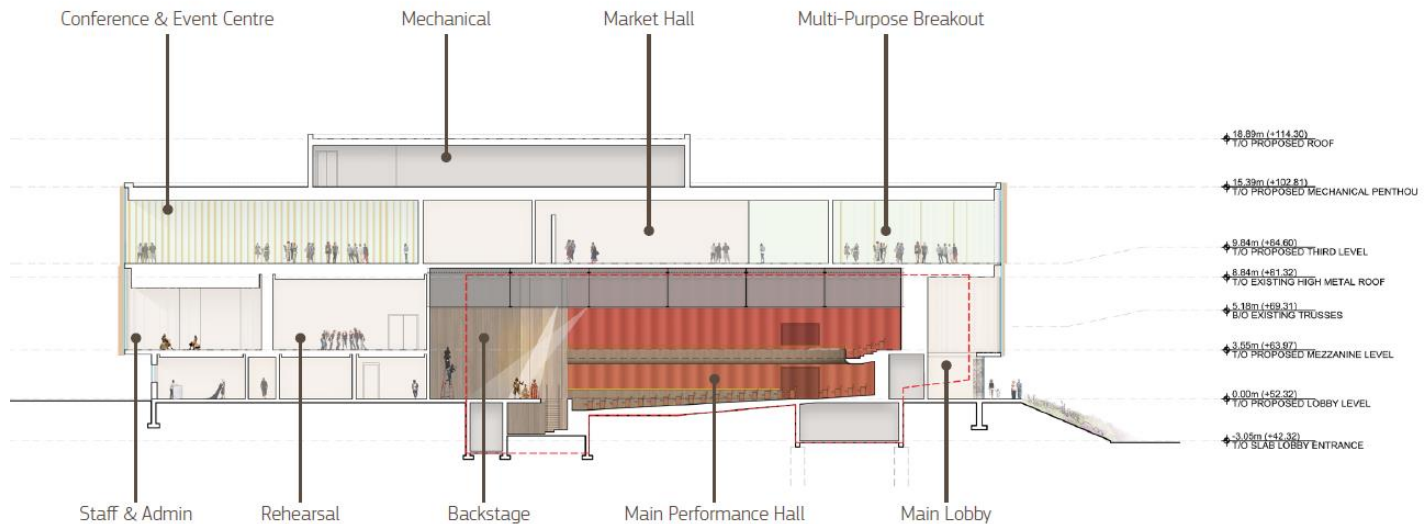 Conference & Event Centre
Mechanical
Market Hall
Multi-Purpose Breakout
18.89m (+114.30)
T/O PROPOSED ROOF
15.39m (+102.81)
T/O PROPOSED MECHANICAL PENTHOU
9.84m (+84.60)
T/O PROPOSED THIRD LEVEL
8.84m (+81.32)
T/O EXISTING HIGH METAL ROOF
5.18m (+69.31)
B/O EXISTING TRUSSES
3.55m (+63.97)
T/O PROPOSED MEZZANINE LEVEL
0.00m (+52.32)
T/O PROPOSED LOBBY LEVEL
-3.05m (+42.32)
T/O SLAB LOBBY ENTRANCE
Staff & Admin
Rehearsal
Backstage
Main Performance Hall
Main Lobby